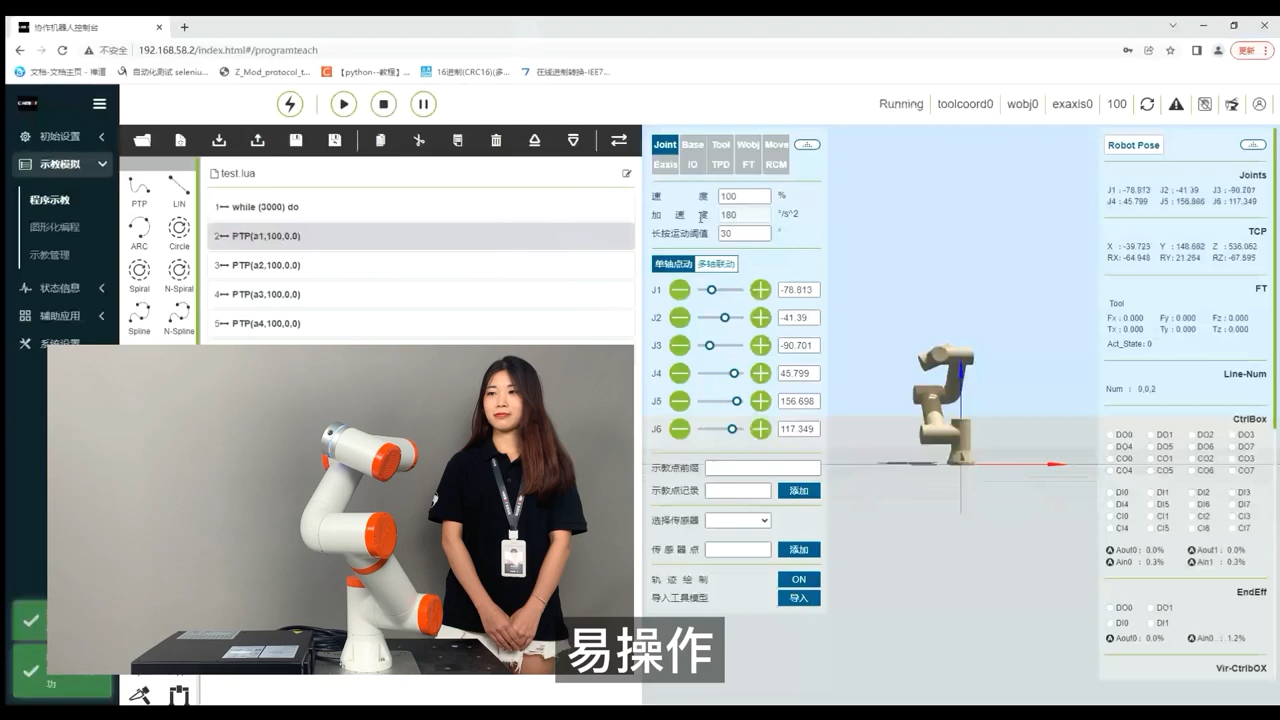 协作机器人控制台
不安全 192.168.58.2/index.html#/programteach
更新
文档-文档主页 - 禅道 自动化测试 seleniu... Z_Mod_protocol_t... 【python--教程】... 16进制(CRC16)(多... 在线进制转换-IEE7...
Running toolcoord0 wobj0 exaxis0 100
初始设置
示教模拟
程序示教
图形化编程
示教管理
状态信息
辅助应用
系统设置
功
PTP LIN
ARC Circle
Spiral N-Spiral
Spline N-Spline
test.lua
1 while (3000) do
2 PTP(a1,100,0,0)
3 PTP(a2,100,0,0)
4 PTP(a3,100,0,0)
5 PTP(a4,100,0,0)
Joint Base Tool Wobj Move
Eaxis IO TPD FT RCM
速度 100 %
加速度 180 °/s^2
长按运动阈值 30 °
单轴点动 多轴联动
J1 -78.813
J2 -41.39
J3 -90.701
J4 45.799
J5 156.698
J6 117.349
示教点前缀
示教点记录 添加
选择传感器
传感器点 添加
轨迹绘制 ON
导入工具模型 导入
Robot Pose
Joints
J1 : -78.813 J2 : -41.39 J3 : -90.207
J4 : 45.799 J5 : 156.866 J6 : 117.349
TCP
X : -39.723 Y : 148.662 Z : 536.062
RX: -64.948 RY: 21.264 RZ: -67.595
FT
Tool
Fx : 0.000 Fy : 0.000 Fz : 0.000
Tx : 0.000 Ty : 0.000 Tz : 0.000
Act_State: 0
Line-Num
Num : 0,0,2
CtrlBox
DO0 DO1 DO2 DO3
DO4 DO5 DO6 DO7
CO0 CO1 CO2 CO3
CO4 CO5 CO6 CO7
DI0 DI1 DI2 DI3
DI4 DI5 DI6 DI7
CI0 CI1 CI2 CI3
CI4 CI5 CI6 CI7
Aout0 : 0.0% Aout1 : 0.0%
Ain0 : 0.3% Ain1 : 0.3%
EndEff
DO0 DO1
DI0 DI1
Aout0 : 0.0% Ain0 : 1.2%
Vir-CtrlBOX
易操作